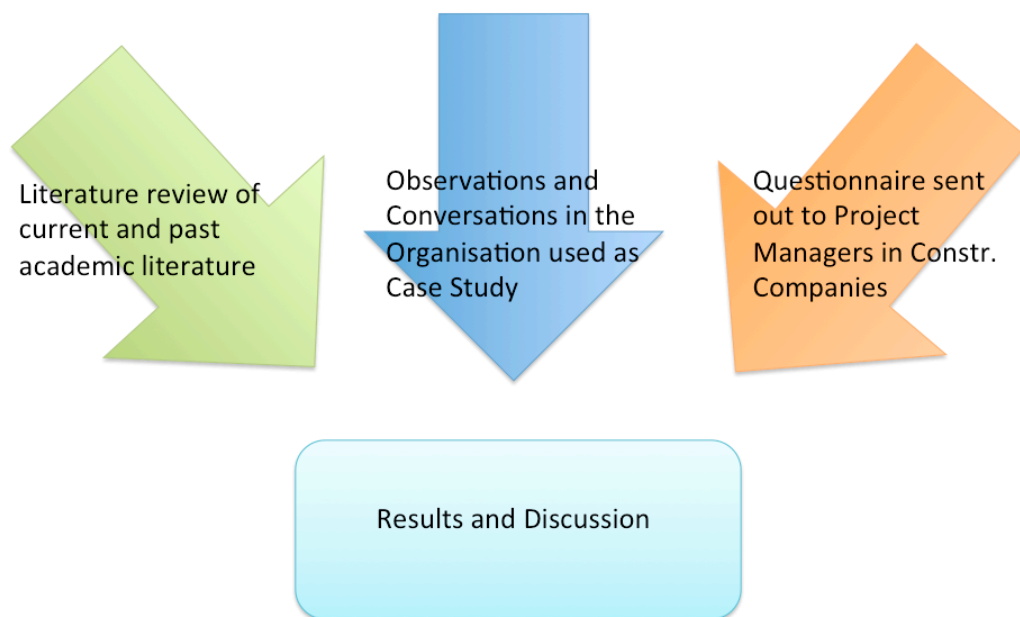 Literature review of
current and past
academic literature
Observations and
Conversations in the
Organisation used as
Case Study
Questionnaire sent
out to Project
Managers in Constr.
Companies
Results and Discussion